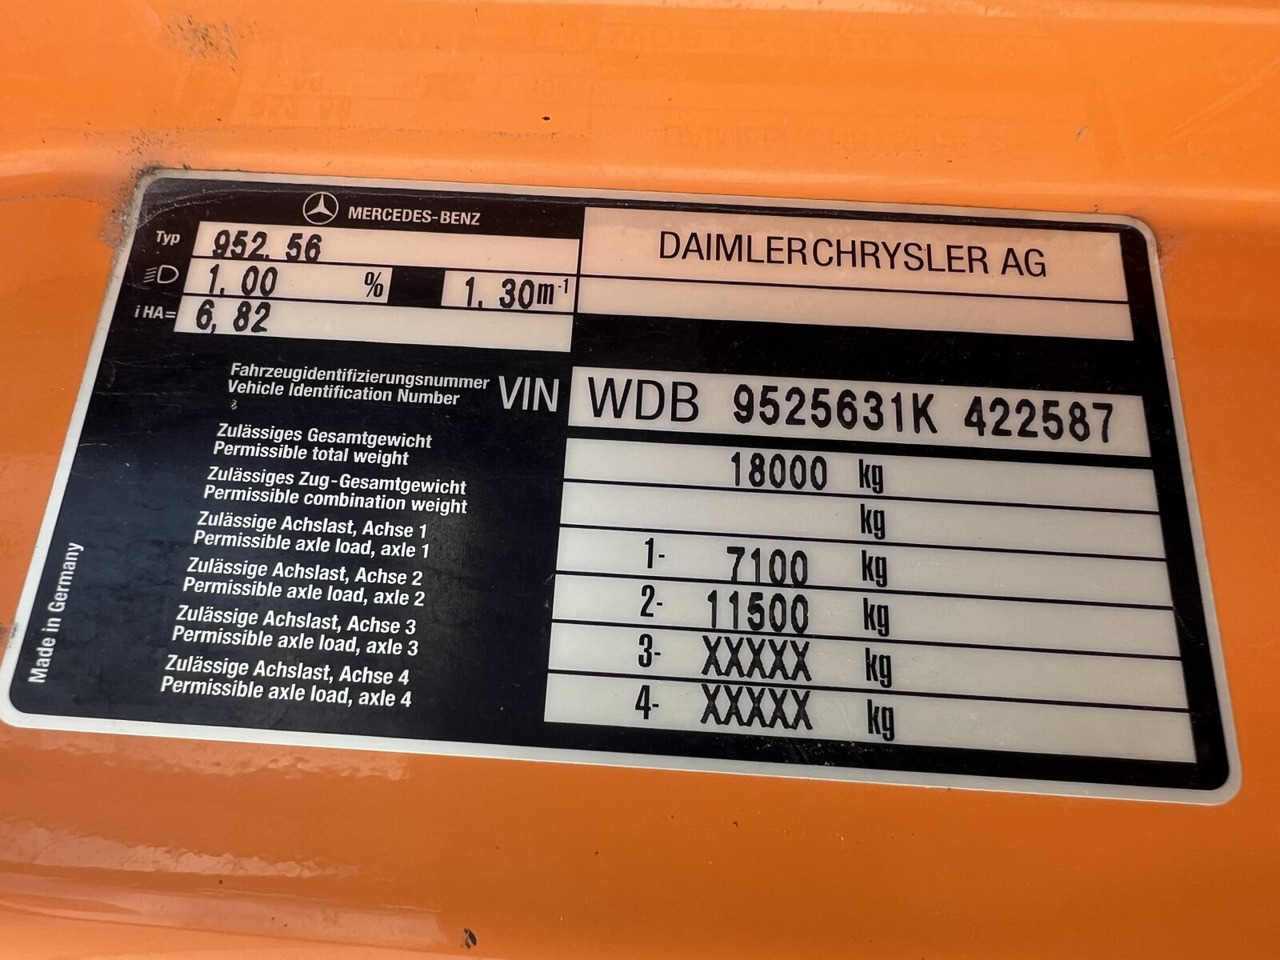 MERCEDES-BENZ
DAIMLERCHRYSLER AG
Typ 952. 56
1, 00 % 1, 30m-1
i HA= 6, 82
Fahrzeugidentifizierungsnummer
Vehicle Identification Number
VIN WDB 9525631K 422587
Zulässiges Gesamtgewicht
Permissible total weight
18000 kg
Zulässiges Zug-Gesamtgewicht
Permissible combination weight
kg
Zulässige Achslast, Achse 1
Permissible axle load, axle 1
1- 7100 kg
Zulässige Achslast, Achse 2
Permissible axle load, axle 2
2- 11500 kg
Zulässige Achslast, Achse 3
Permissible axle load, axle 3
3- XXXXX kg
Zulässige Achslast, Achse 4
Permissible axle load, axle 4
4- XXXXX kg
Made in Germany